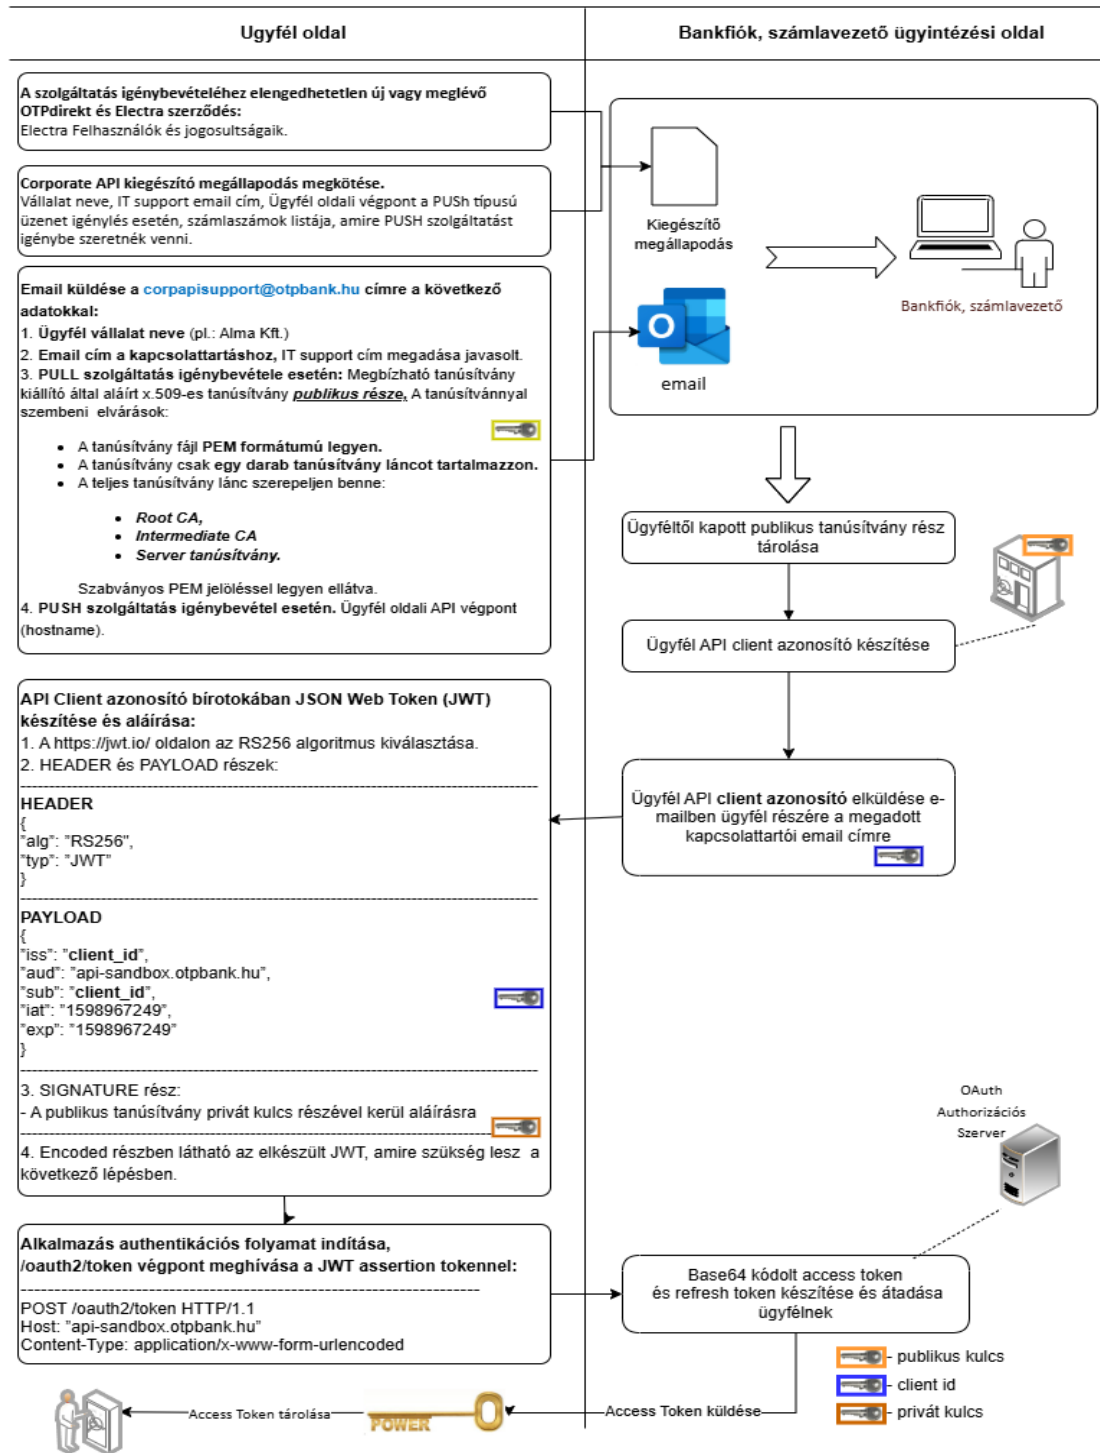 Ugyfél oldal
Bankfiók, számlavezető ügyintézési oldal
A szolgáltatás igénybevételéhez elengedhetetlen új vagy meglévő
OTPdirekt és Electra szerződés:
Electra Felhasználók és jogosultságaik.
Corporate API kiegészítő megállapodás megkötése.
Vállalat neve, IT support email cím, Ügyfél oldali végpont a PUSh típusú
üzenet igénylés esetén, számlaszámok listája, amire PUSH szolgáltatást
igénybe szeretnék venni.
Kiegészítő
megállapodás
Bankfiók, számlavezető
email
Email küldése a corpapisupport@otpbank.hu címre a következő
adatokkal:
1. Ügyfél vállalat neve (pl.: Alma Kft.)
2. Email cím a kapcsolattartáshoz, IT support cím megadása javasolt.
3. PULL szolgáltatás igénybevétele esetén: Megbízható tanúsítvány
kiállító által aláírt x.509-es tanúsítvány publikus része, A tanúsítvánnyal
szembeni elvárások:
• A tanúsítvány fájl PEM formátumú legyen.
• A tanúsítvány csak egy darab tanúsítvány láncot tartalmazzon.
• A teljes tanúsítvány lánc szerepeljen benne:
• Root CA,
• Intermediate CA
• Server tanúsítvány.
Szabványos PEM jelöléssel legyen ellátva.
4. PUSH szolgáltatás igénybevétel esetén. Ügyfél oldali API végpont
(hostname).
Ügyféltől kapott publikus tanúsítvány rész
tárolása
Ügyfél API client azonosító készítése
Ügyfél API client azonosító elküldése e-
mailben ügyfél részére a megadott
kapcsolattartói email címre
API Client azonosító bírotokában JSON Web Token (JWT)
készítése és aláírása:
1. A https://jwt.io/ oldalon az RS256 algoritmus kiválasztása.
2. HEADER és PAYLOAD részek:
--------------------------------------------------------------------------------
HEADER
{
"alg": "RS256",
"typ": "JWT"
}
--------------------------------------------------------------------------------
PAYLOAD
{
"iss": "client_id",
"aud": "api-sandbox.otpbank.hu",
"sub": "client_id",
"iat": "1598967249",
"exp": "1598967249"
}
--------------------------------------------------------------------------------
3. SIGNATURE rész:
- A publikus tanúsítvány privát kulcs részével kerül aláírásra
--------------------------------------------------------------------------------
4. Encoded részben látható az elkészült JWT, amire szükség lesz a
következő lépésben.
OAuth
Authorizációs
Szerver
Alkalmazás authentikációs folyamat indítása,
/oauth2/token végpont meghívása a JWT assertion tokennel:
--------------------------------------------------------------------------------
POST /oauth2/token HTTP/1.1
Host: "api-sandbox.otpbank.hu"
Content-Type: application/x-www-form-urlencoded
Base64 kódolt access token
és refresh token készítése és átadása
ügyfélnek
- publikus kulcs
- client id
- privát kulcs
Access Token tárolása
POWER
Access Token küldése